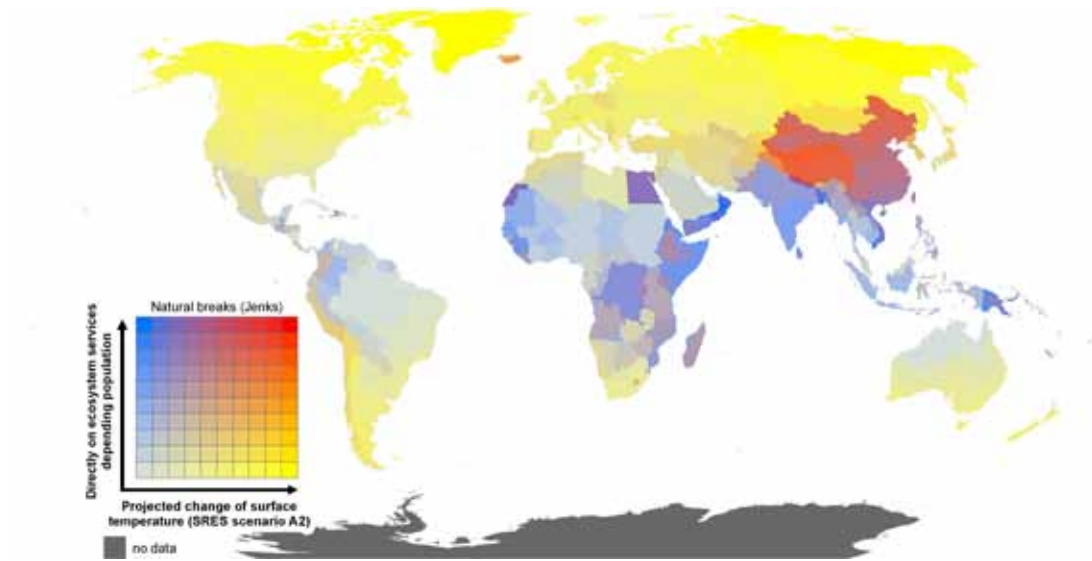 Natural breaks (Jenks)
Directly on ecosystem services
depending population
Projected change of surface
temperature (SRES scenario A2)
no data